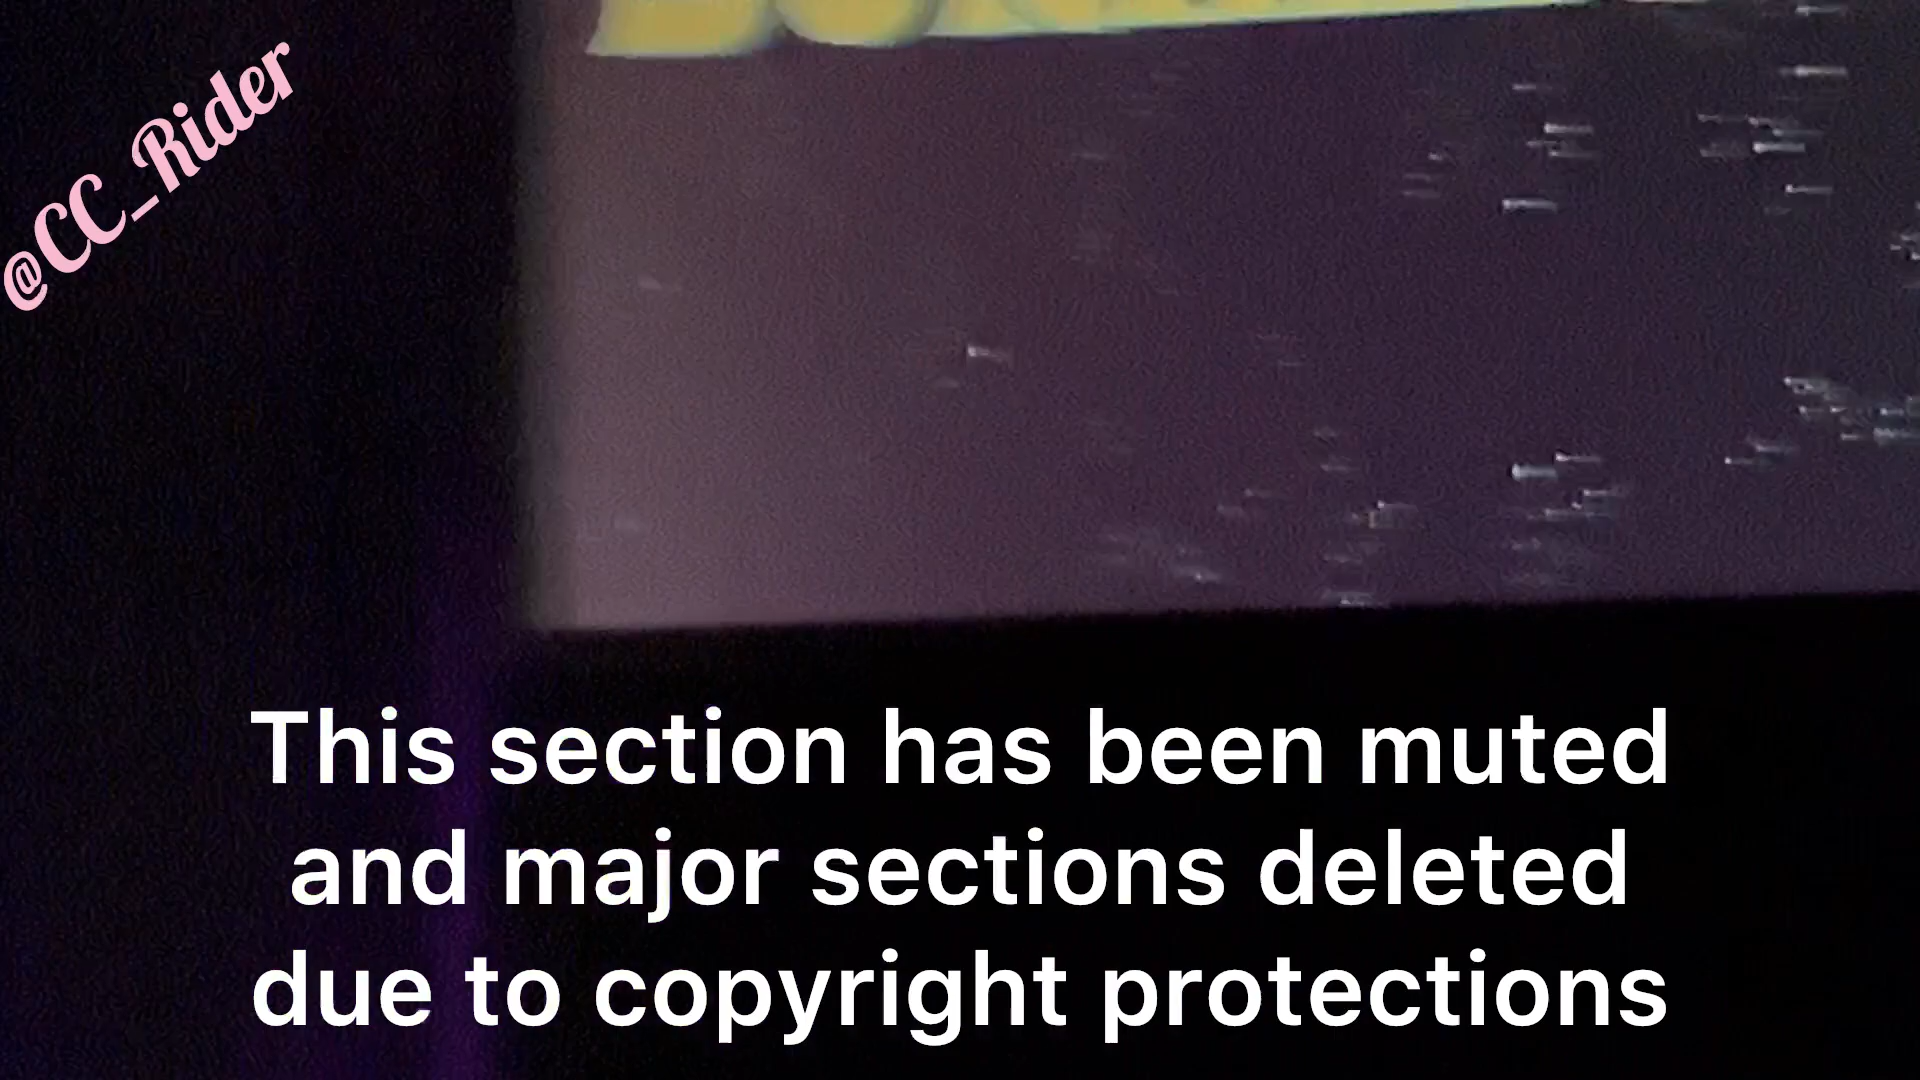 @CC_Rider
This section has been muted
and major sections deleted
due to copyright protections